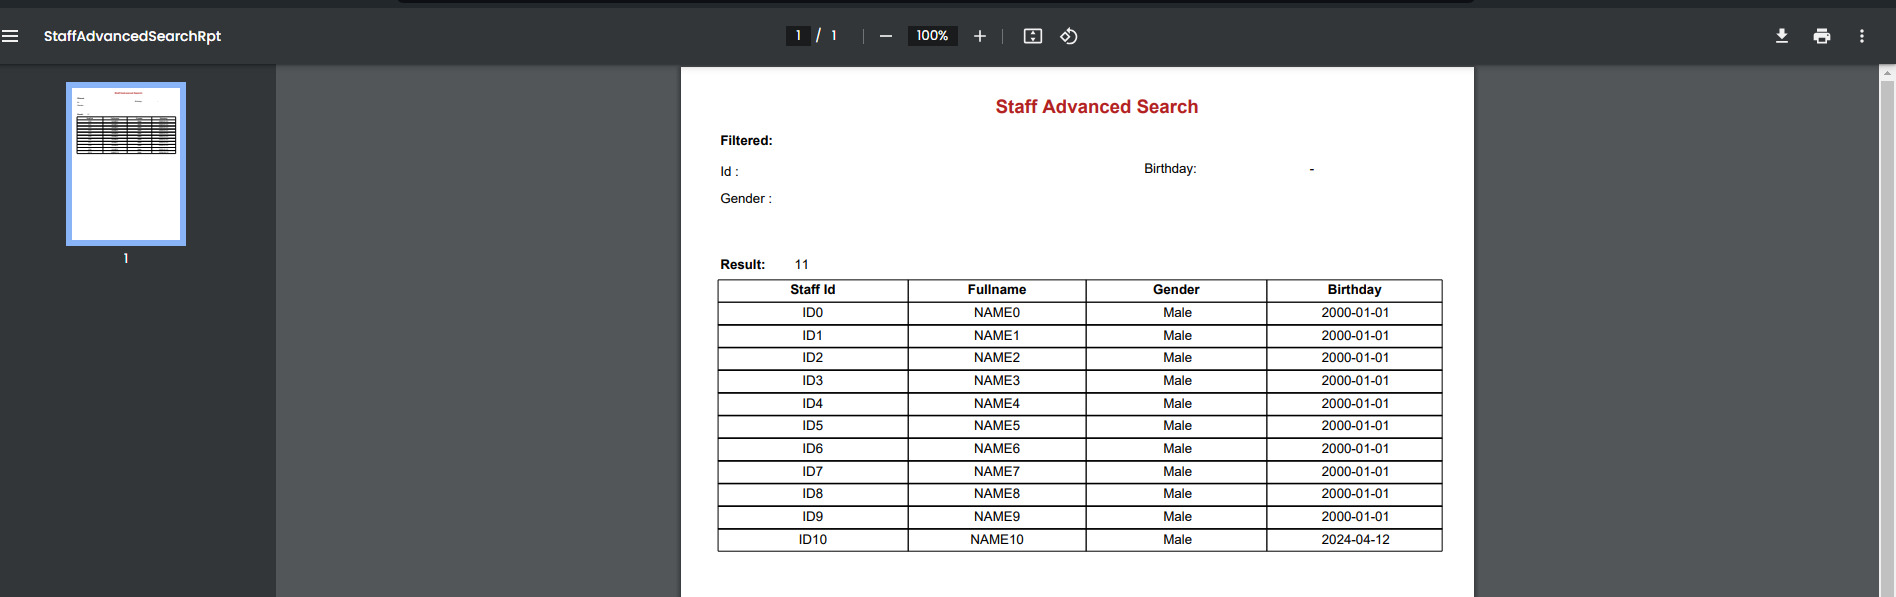 StaffAdvancedSearchRpt 1 / 1 100%
1
Staff Advanced Search
Filtered:
Id : Birthday: -
Gender :
Result: 11
Staff Id Fullname Gender Birthday
ID0 NAME0 Male 2000-01-01
ID1 NAME1 Male 2000-01-01
ID2 NAME2 Male 2000-01-01
ID3 NAME3 Male 2000-01-01
ID4 NAME4 Male 2000-01-01
ID5 NAME5 Male 2000-01-01
ID6 NAME6 Male 2000-01-01
ID7 NAME7 Male 2000-01-01
ID8 NAME8 Male 2000-01-01
ID9 NAME9 Male 2000-01-01
ID10 NAME10 Male 2024-04-12